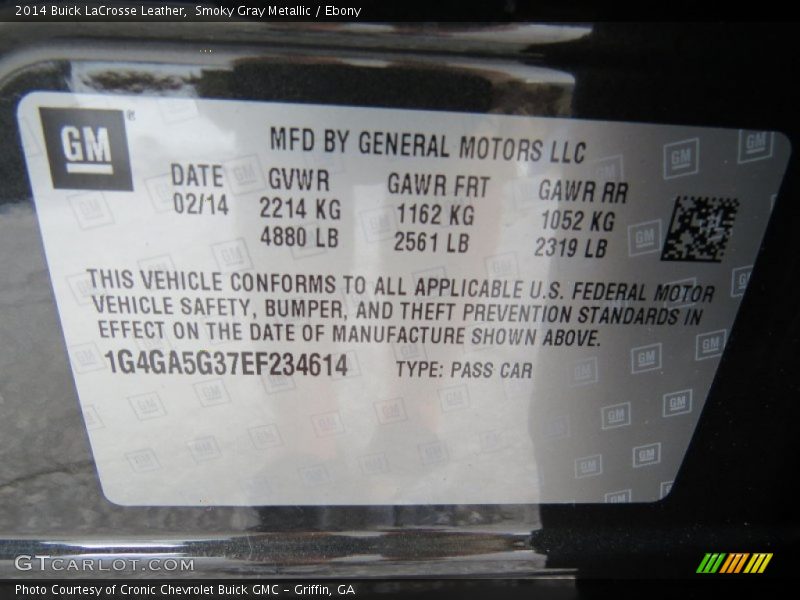 2014 Buick LaCrosse Leather, Smoky Gray Metallic / Ebony
GM®
MFD BY GENERAL MOTORS LLC
DATE GVWR GAWR FRT GAWR RR
02/14 2214 KG 1162 KG 1052 KG
4880 LB 2561 LB 2319 LB
THIS VEHICLE CONFORMS TO ALL APPLICABLE U.S. FEDERAL MOTOR
VEHICLE SAFETY, BUMPER, AND THEFT PREVENTION STANDARDS IN
EFFECT ON THE DATE OF MANUFACTURE SHOWN ABOVE.
1G4GA5G37EF234614 TYPE: PASS CAR
GTCARLOT.COM
Photo Courtesy of Cronic Chevrolet Buick GMC - Griffin, GA